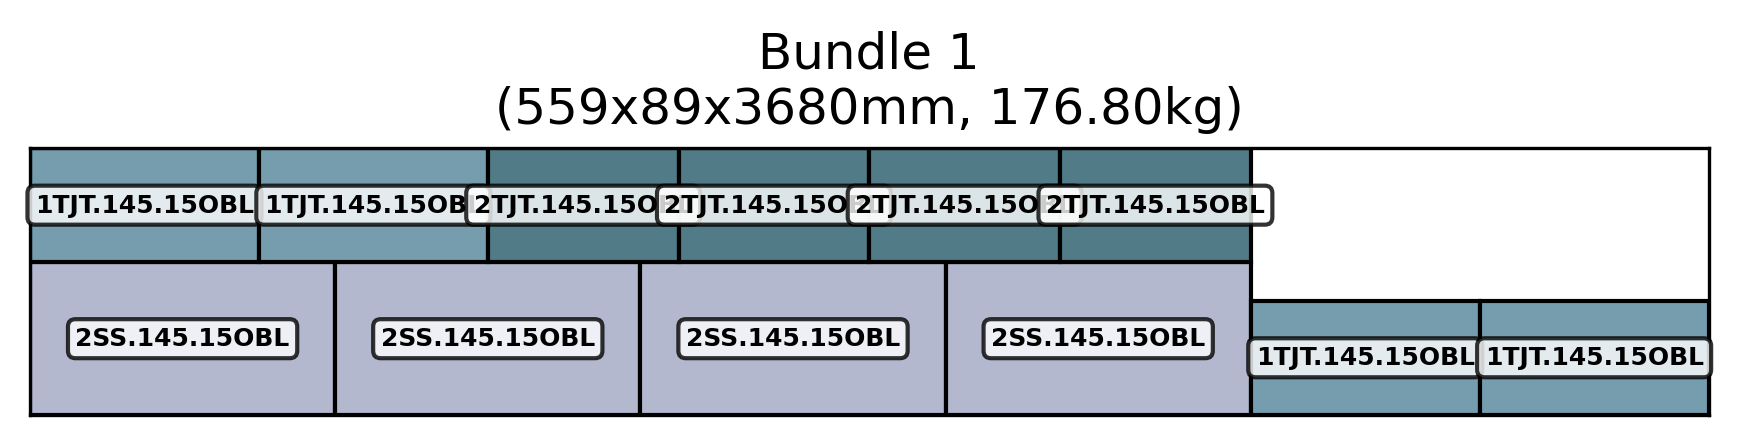 Bundle 1
(559x89x3680mm, 176.80kg)
1TJT.145.15OBL 1TJT.145.15OB 2TJT.145.15O 2TJT.145.15O 2TJT.145.15O 2TJT.145.15OBL
2SS.145.15OBL 2SS.145.15OBL 2SS.145.15OBL 2SS.145.15OBL
1TJT.145.15OBL 1TJT.145.15OBL